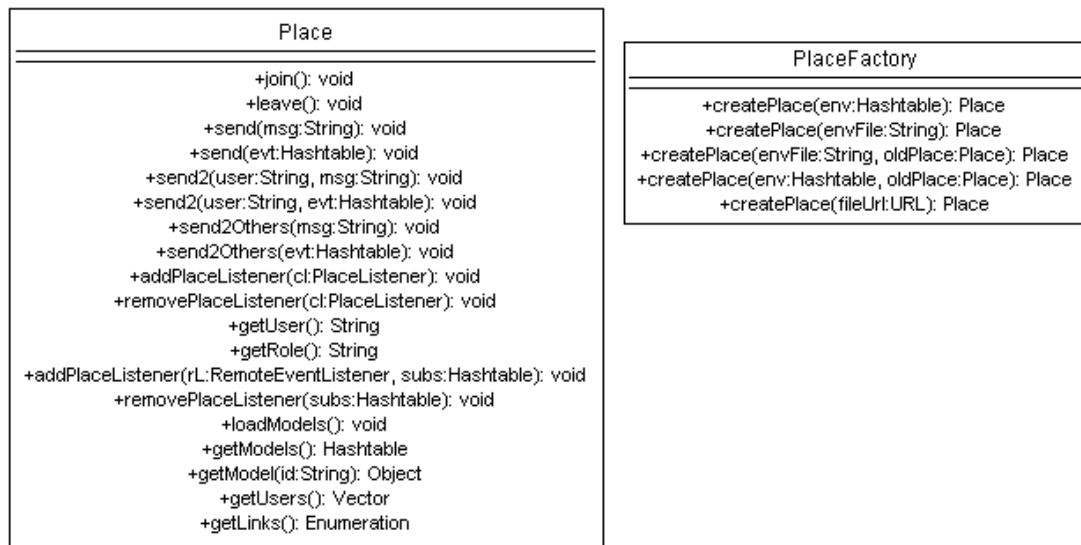 Place
+join(): void
+leave(): void
+send(msg:String): void
+send(evt:Hashtable): void
+send2(user:String, msg:String): void
+send2(user:String, evt:Hashtable): void
+send2Others(msg:String): void
+send2Others(evt:Hashtable): void
+addPlaceListener(cl:PlaceListener): void
+removePlaceListener(cl:PlaceListener): void
+getUser(): String
+getRole(): String
+addPlaceListener(rL:RemoteEventListener, subs:Hashtable): void
+removePlaceListener(subs:Hashtable): void
+loadModels(): void
+getModels(): Hashtable
+getModel(id:String): Object
+getUsers(): Vector
+getLinks(): Enumeration
PlaceFactory
+createPlace(env:Hashtable): Place
+createPlace(envFile:String): Place
+createPlace(envFile:String, oldPlace:Place): Place
+createPlace(env:Hashtable, oldPlace:Place): Place
+createPlace(fileUrl:URL): Place